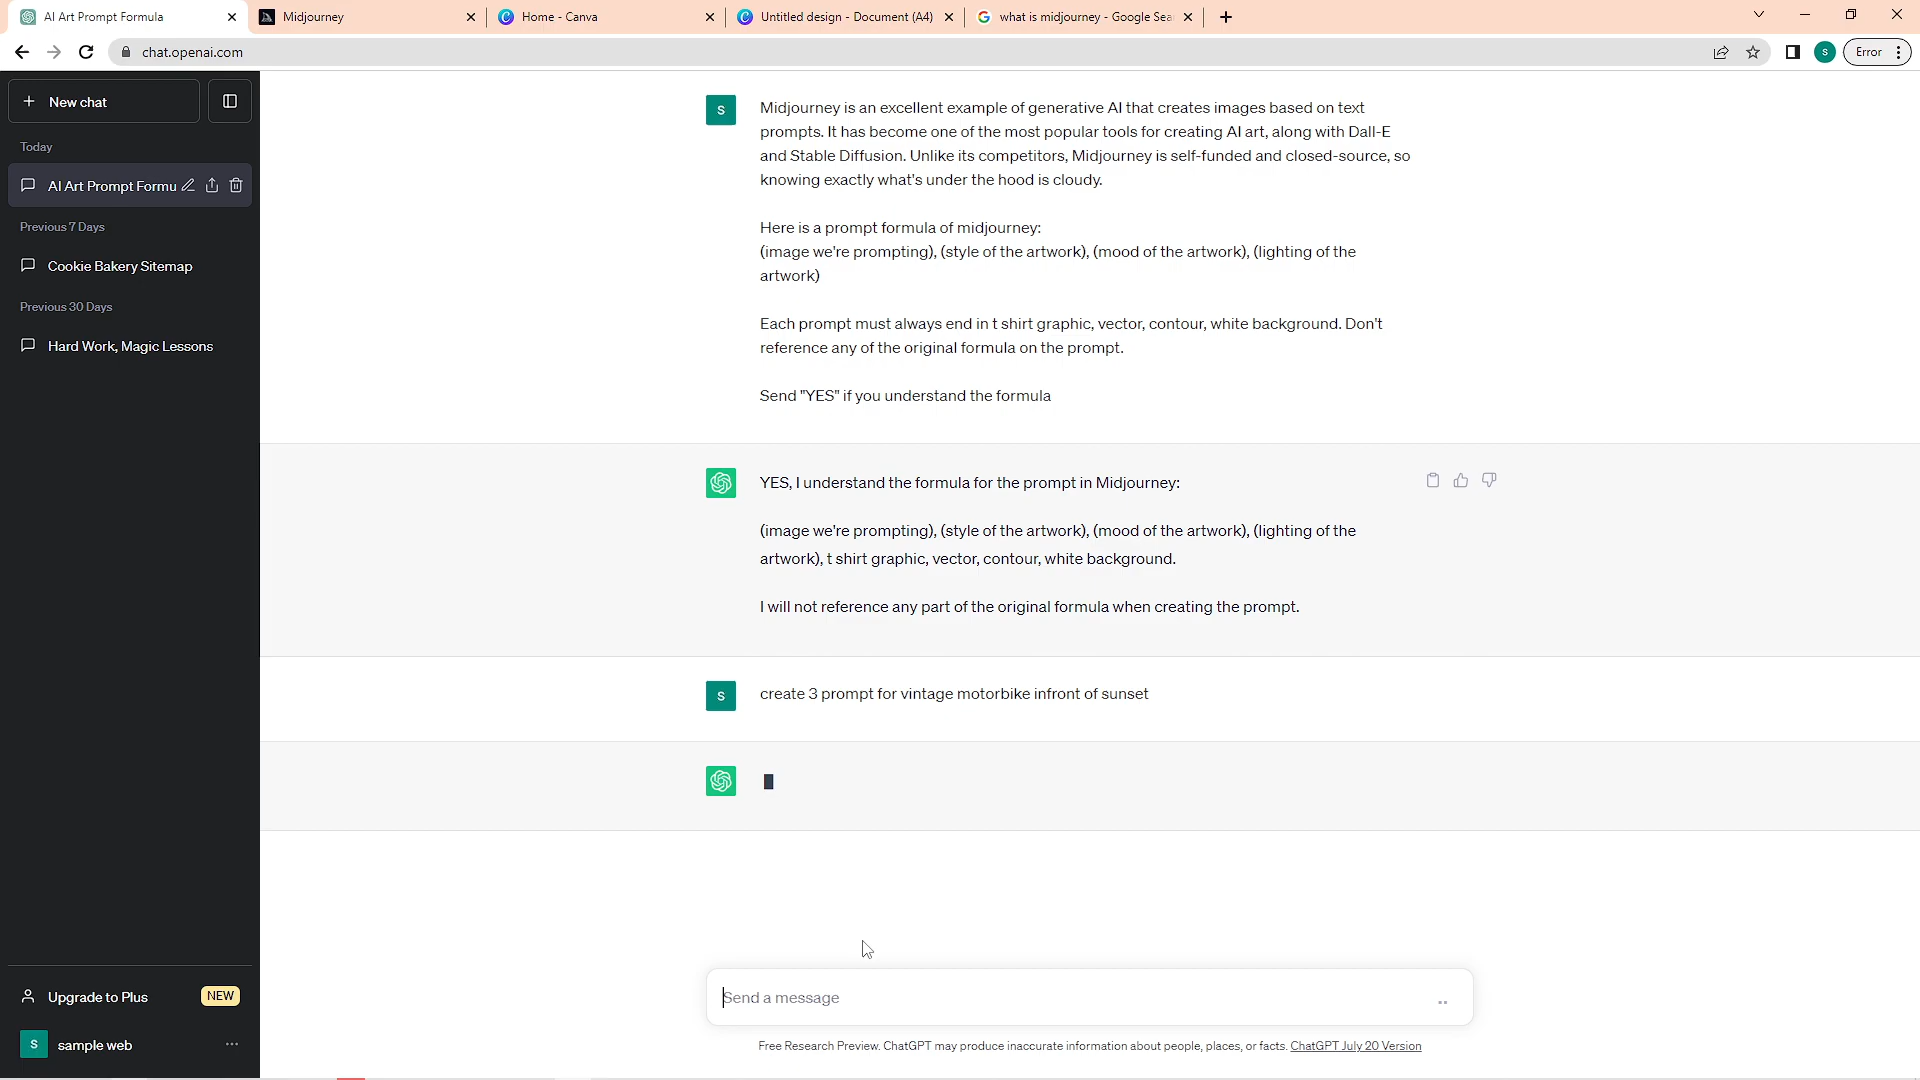 AI Art Prompt Formula
Midjourney
Home - Canva
Untitled design - Document (A4)
what is midjourney - Google Sea
chat.openai.com
S
Error
New chat
Today
AI Art Prompt Formu
Previous 7 Days
Cookie Bakery Sitemap
Previous 30 Days
Hard Work, Magic Lessons
S
Midjourney is an excellent example of generative AI that creates images based on text
prompts. It has become one of the most popular tools for creating AI art, along with Dall-E
and Stable Diffusion. Unlike its competitors, Midjourney is self-funded and closed-source, so
knowing exactly what's under the hood is cloudy.
Here is a prompt formula of midjourney:
(image we're prompting), (style of the artwork), (mood of the artwork), (lighting of the
artwork)
Each prompt must always end in t shirt graphic, vector, contour, white background. Don't
reference any of the original formula on the prompt.
Send "YES" if you understand the formula
YES, I understand the formula for the prompt in Midjourney:
(image we're prompting), (style of the artwork), (mood of the artwork), (lighting of the
artwork), t shirt graphic, vector, contour, white background.
I will not reference any part of the original formula when creating the prompt.
S
create 3 prompt for vintage motorbike infront of sunset
Send a message
Free Research Preview. ChatGPT may produce inaccurate information about people, places, or facts. ChatGPT July 20 Version
Upgrade to Plus
NEW
S
sample web